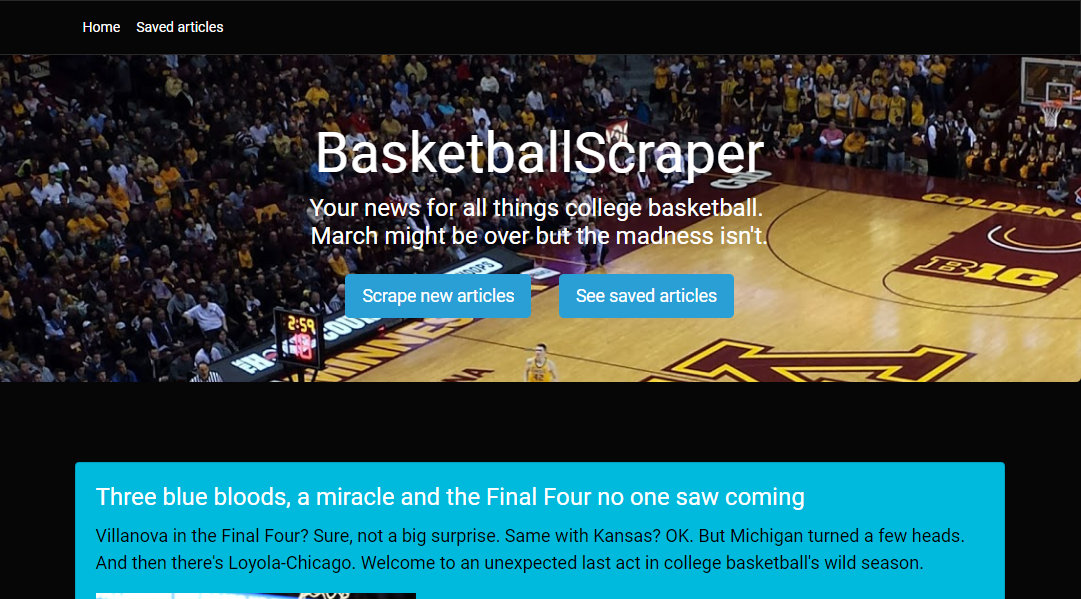 Home Saved articles
BasketballScraper
Your news for all things college basketball.
March might be over but the madness isn't.
Scrape new articles See saved articles
GOLDEN
B1G
2:59
Three blue bloods, a miracle and the Final Four no one saw coming
Villanova in the Final Four? Sure, not a big surprise. Same with Kansas? OK. But Michigan turned a few heads.
And then there's Loyola-Chicago. Welcome to an unexpected last act in college basketball's wild season.